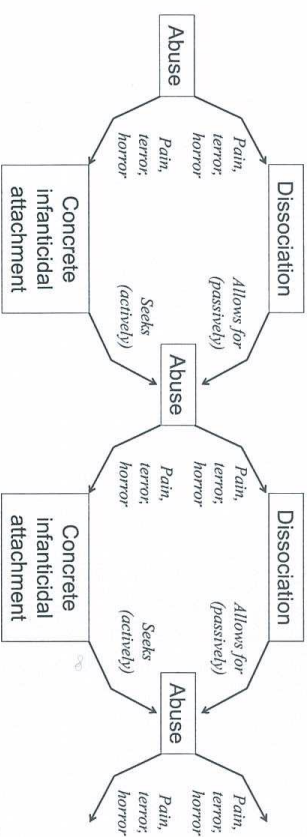 Abuse
Pain,
terror,
horror
Pain,
terror,
horror
Dissociation
Concrete
infanticidal
attachment
Allows for
(passively)
Seeks
(actively)
Abuse
Pain,
terror,
horror
Pain,
terror,
horror
Dissociation
Concrete
infanticidal
attachment
Allows for
(passively)
Seeks
(actively)
Abuse
Pain,
terror,
horror
Pain,
terror,
horror